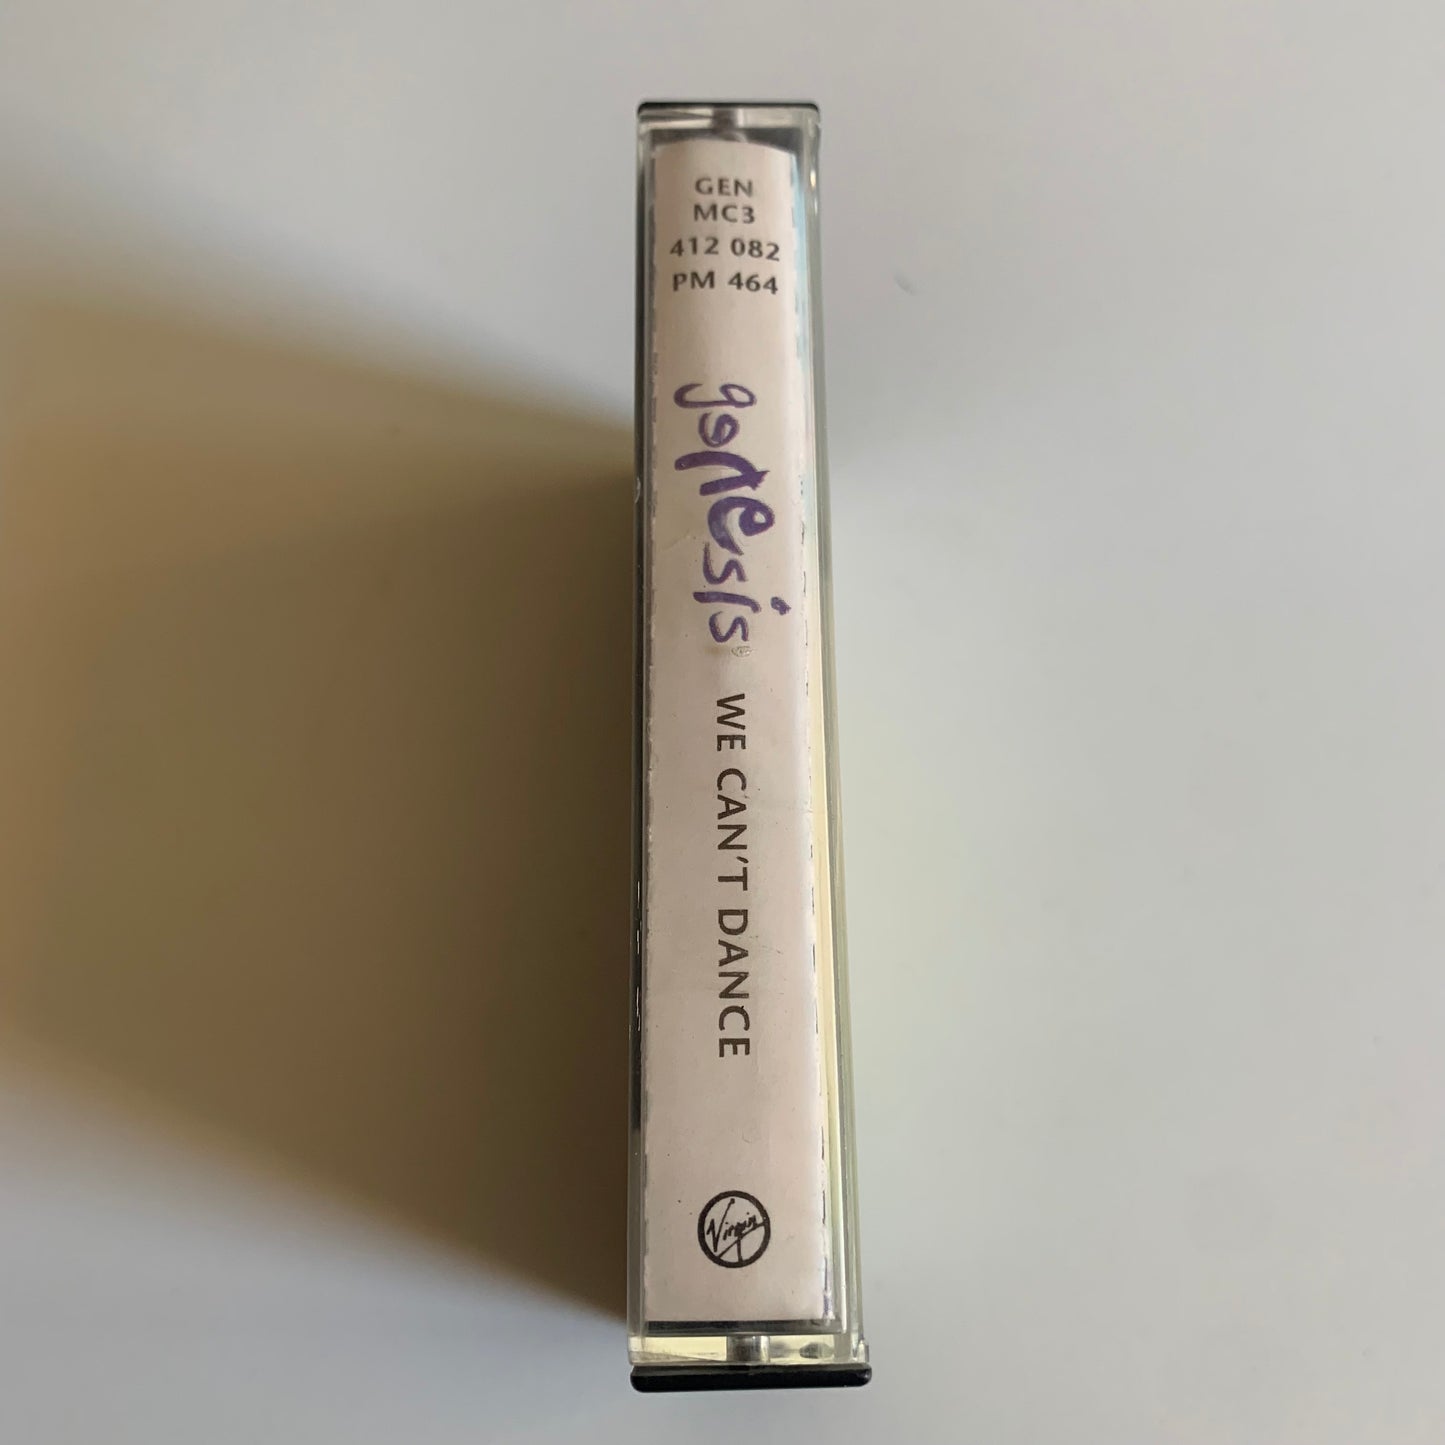 GEN
MC3
412 082
PM 464
genesis WE CAN'T DANCE
Virgin